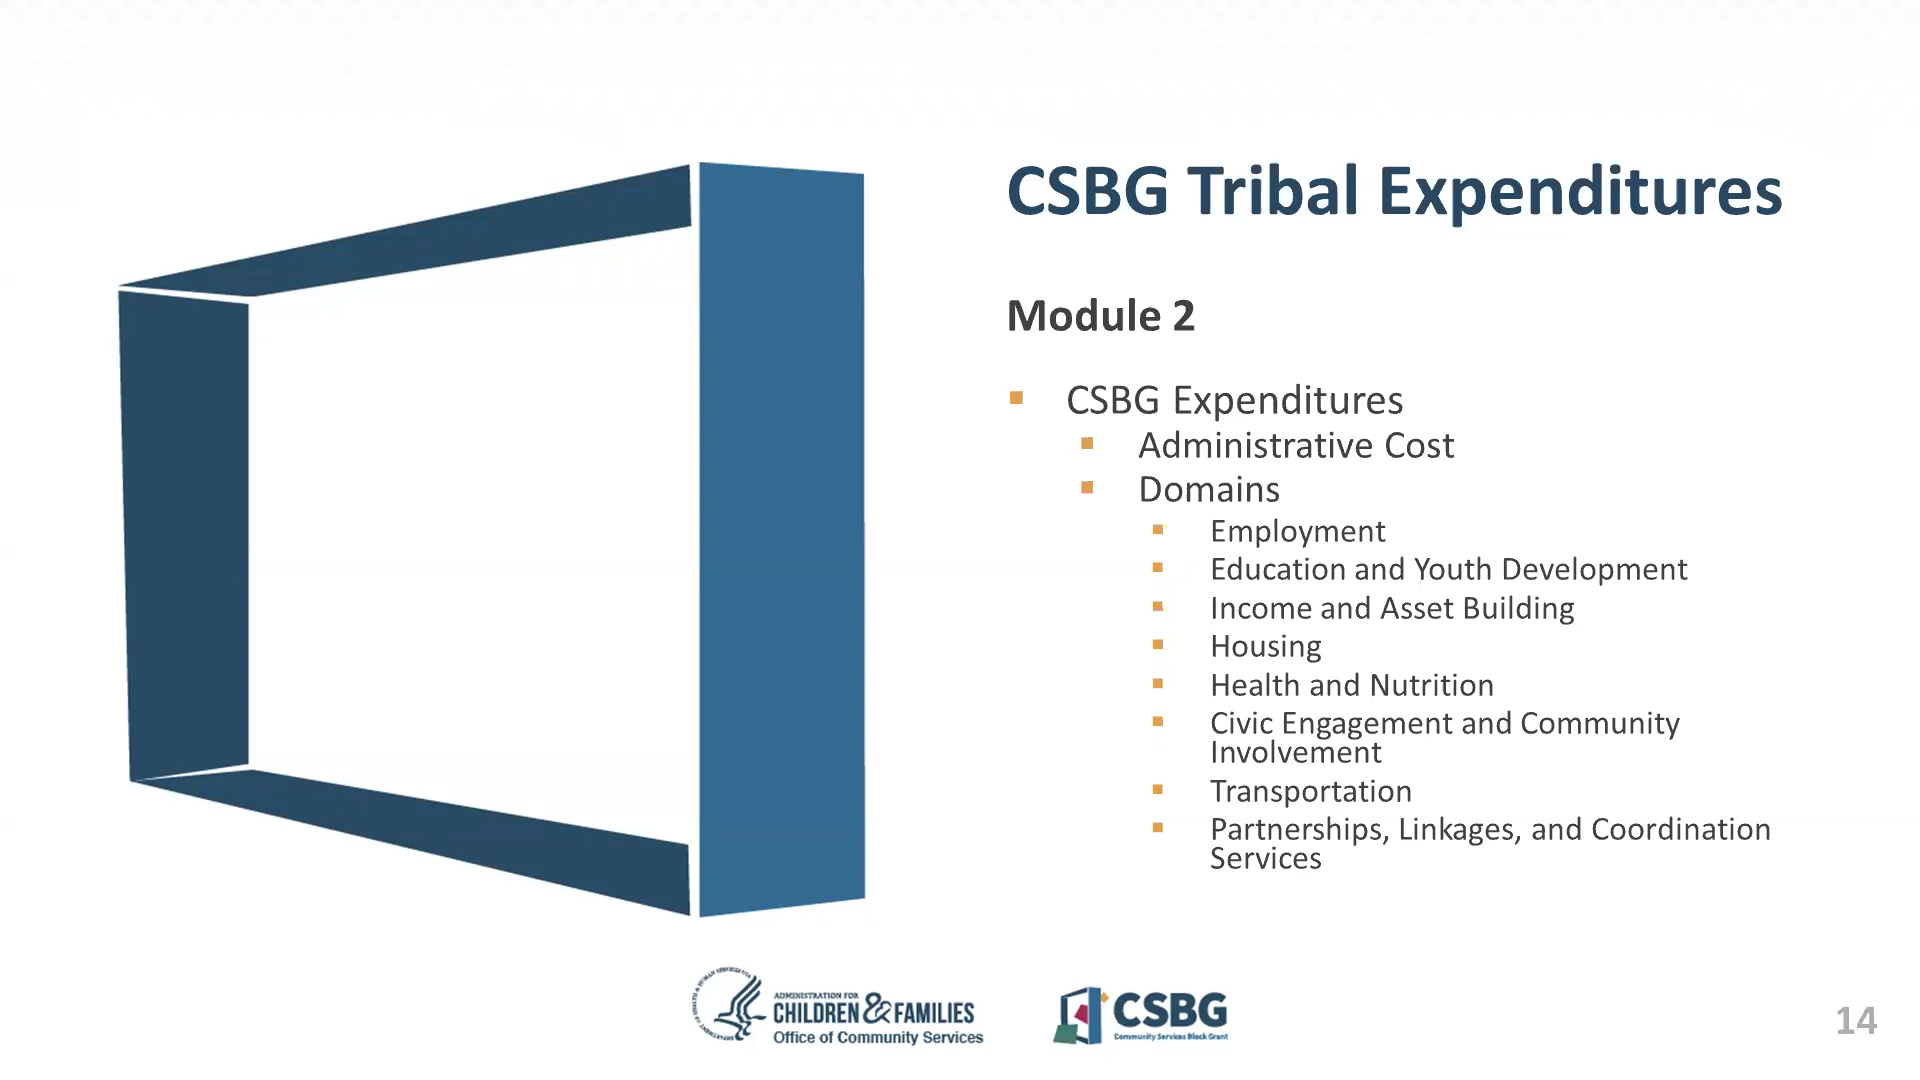 CSBG Tribal Expenditures
Module 2
CSBG Expenditures
Administrative Cost
Domains
Employment
Education and Youth Development
Income and Asset Building
Housing
Health and Nutrition
Civic Engagement and Community
Involvement
Transportation
Partnerships, Linkages, and Coordination
Services
ADMINISTRATION FOR
CHILDREN & FAMILIES
Office of Community Services
CSBG
Community Services Block Grant
14